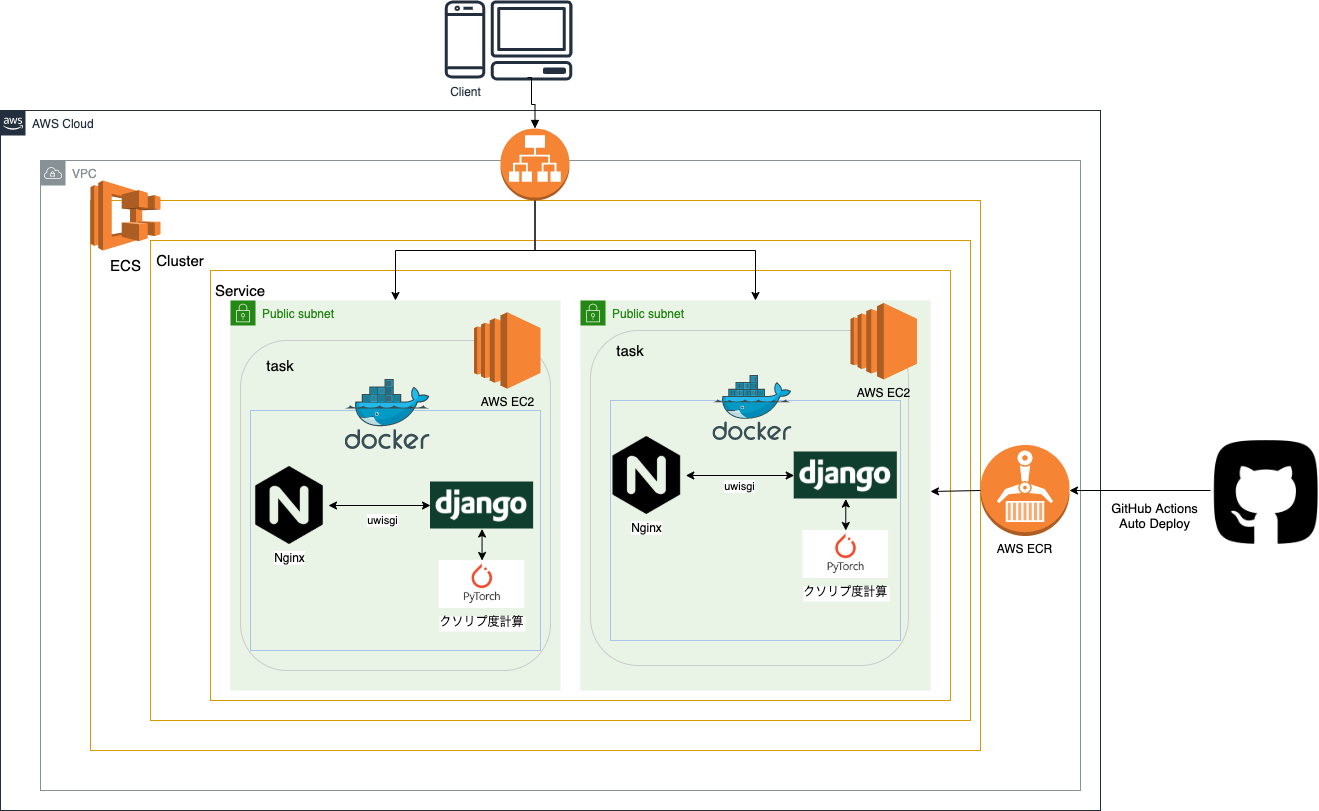 Client
aws
AWS Cloud
VPC
ECS
Cluster
Service
Public subnet
task
AWS EC2
docker
Nginx
uwisgi
django
PyTorch
クソリプ度計算
Public subnet
task
AWS EC2
docker
Nginx
uwisgi
django
PyTorch
クソリプ度計算
AWS ECR
GitHub Actions
Auto Deploy